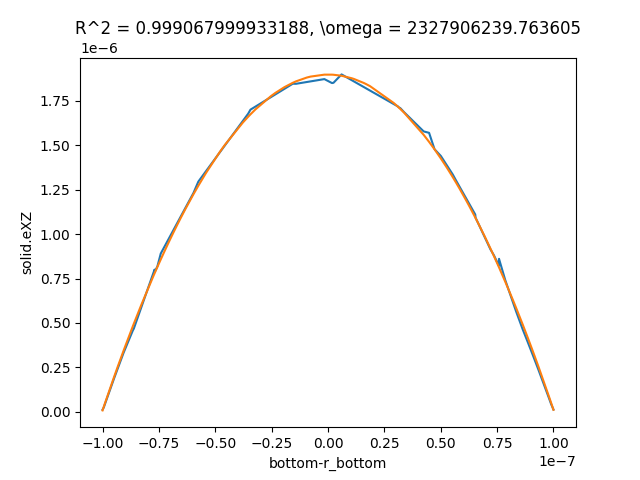 R^2 = 0.999067999933188, \omega = 2327906239.763605
1e−6
1.75
1.50
1.25
1.00
0.75
0.50
0.25
0.00
solid.eXZ
−1.00 −0.75 −0.50 −0.25 0.00 0.25 0.50 0.75 1.00
bottom-r_bottom
1e−7